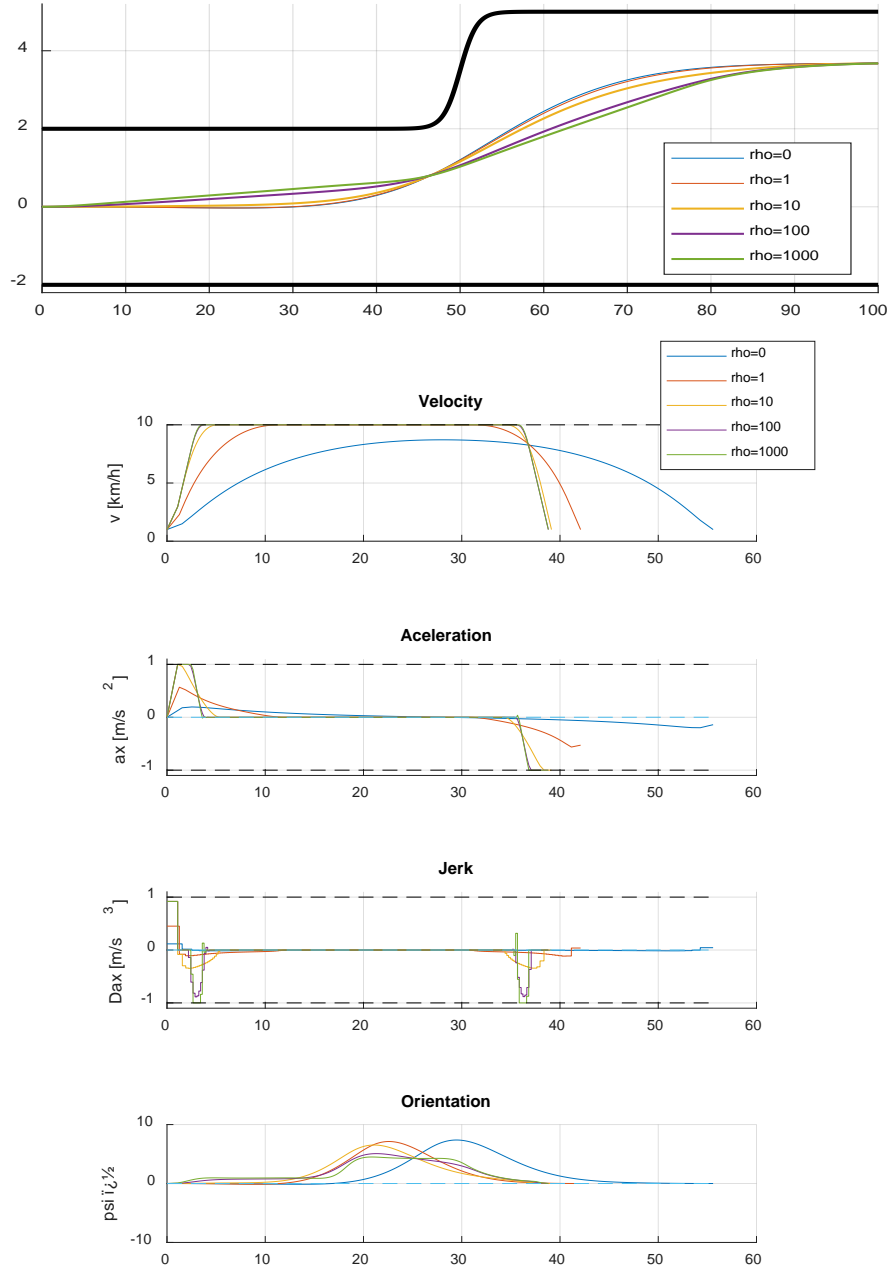 4
2
0
-2
0 10 20 30 40 50 60 70 80 90 100
rho=0
rho=1
rho=10
rho=100
rho=1000
rho=0
rho=1
rho=10
rho=100
rho=1000
Velocity
v [km/h]
10
5
0
0 10 20 30 40 50 60
Aceleration
ax [m/s 2 ]
1
0
-1
0 10 20 30 40 50 60
Jerk
Dax [m/s 3 ]
1
0
-1
0 10 20 30 40 50 60
Orientation
psi ï¿½
10
0
-10
0 10 20 30 40 50 60